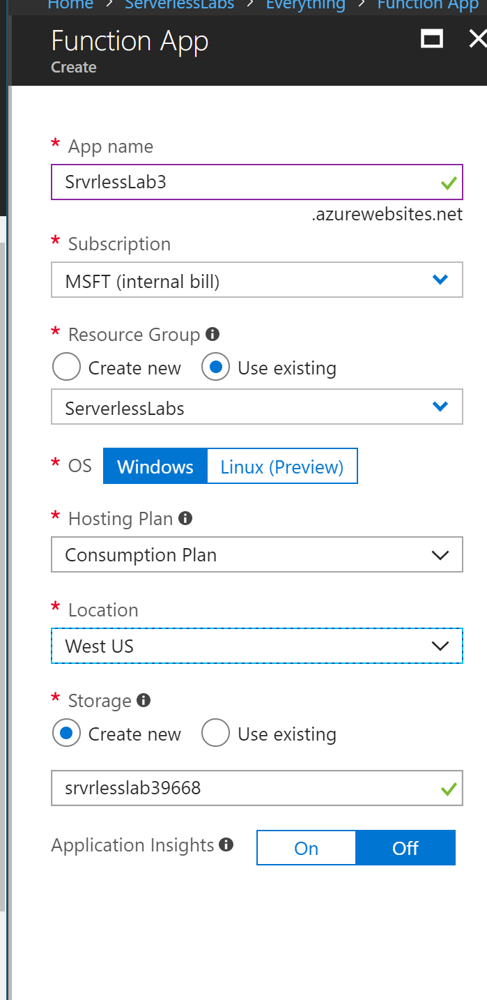 Home > ServerlessLabs > Everything > Function App
Function App
Create
* App name
SrvrlessLab3
.azurewebsites.net
* Subscription
MSFT (internal bill)
* Resource Group
Create new Use existing
ServerlessLabs
* OS Windows Linux (Preview)
* Hosting Plan
Consumption Plan
* Location
West US
* Storage
Create new Use existing
srvrlesslab39668
Application Insights On Off